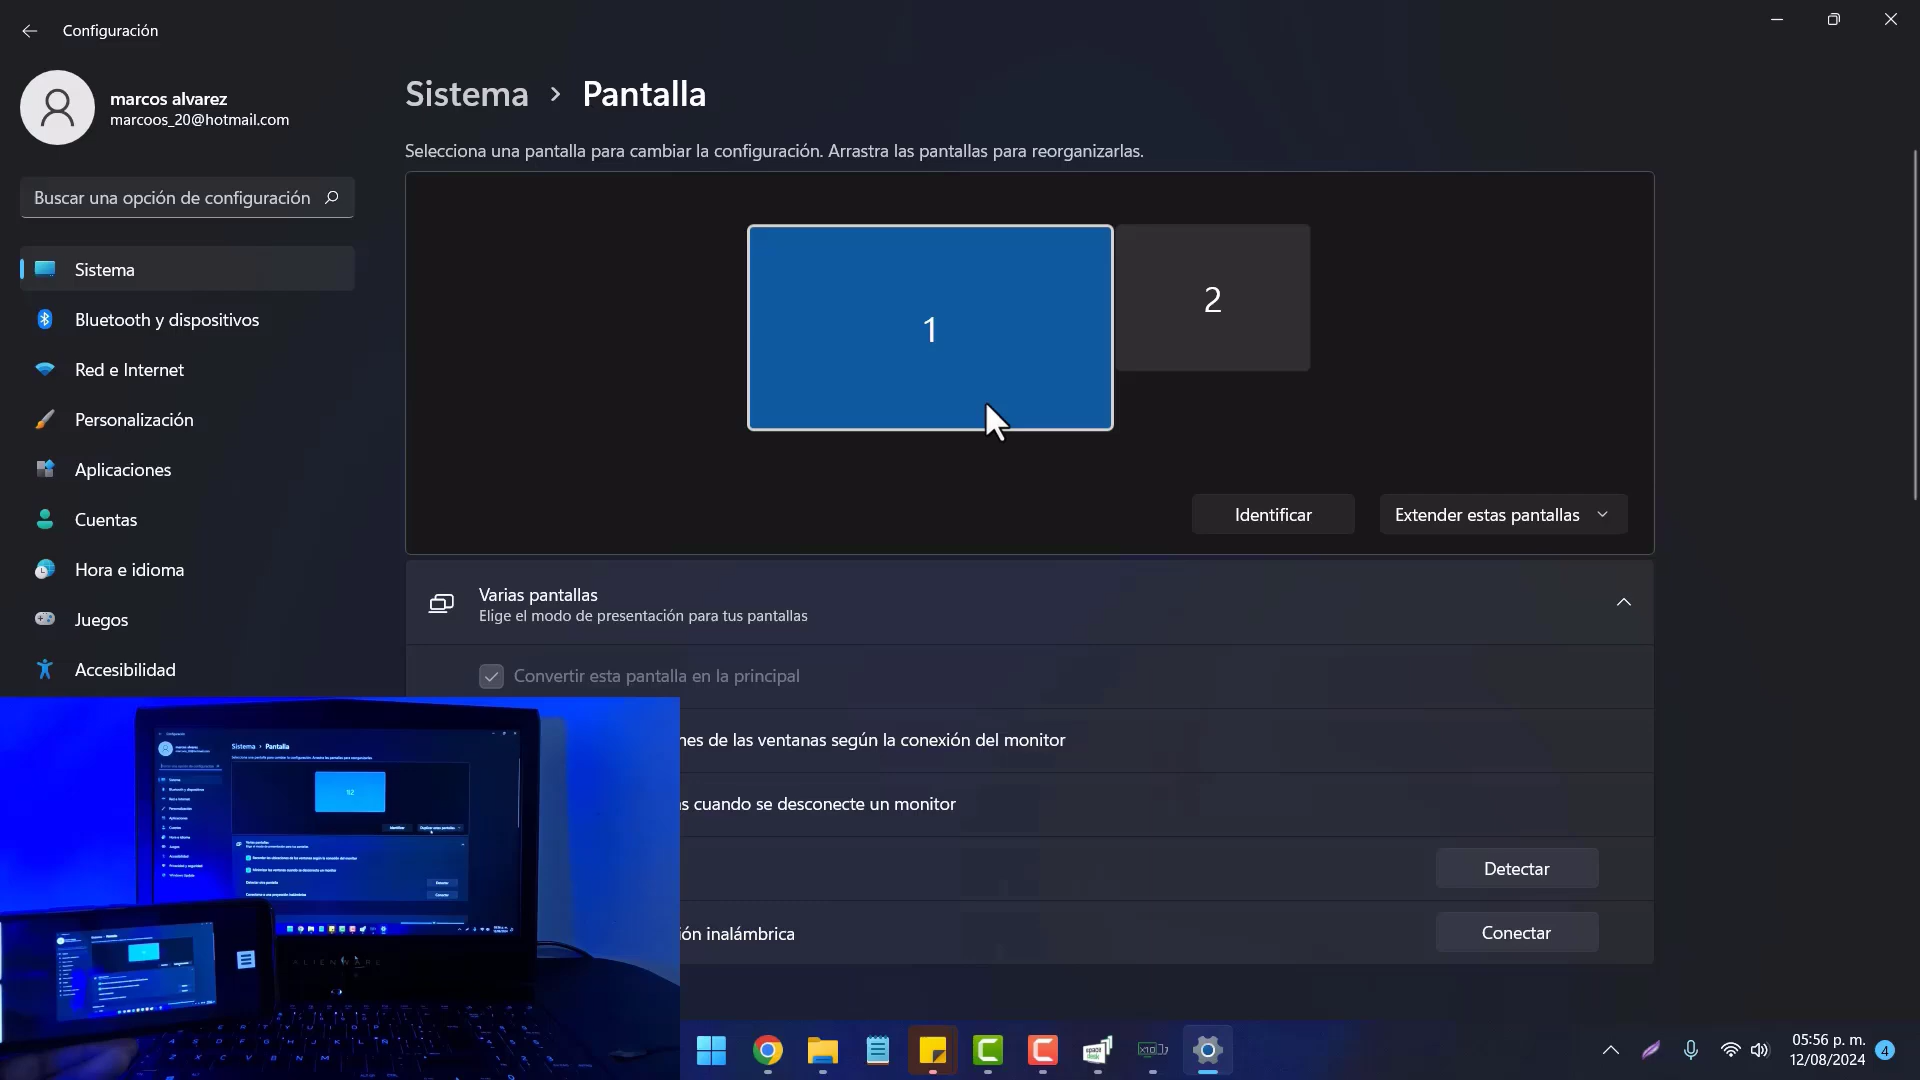 Configuración
marcos alvarez
marcoos_20@hotmail.com
Buscar una opción de configuración
Sistema
Bluetooth y dispositivos
Red e Internet
Personalización
Aplicaciones
Cuentas
Hora e idioma
Juegos
Accesibilidad
Sistema › Pantalla
Selecciona una pantalla para cambiar la configuración. Arrastra las pantallas para reorganizarlas.
1
2
Identificar
Extender estas pantallas
Varias pantallas
Elige el modo de presentación para tus pantallas
Convertir esta pantalla en la principal
nes de las ventanas según la conexión del monitor
s cuando se desconecte un monitor
Detectar
ión inalámbrica
Conectar
Sistema › Pantalla
ALIENWARE
05:56 p. m.
12/08/2024
4